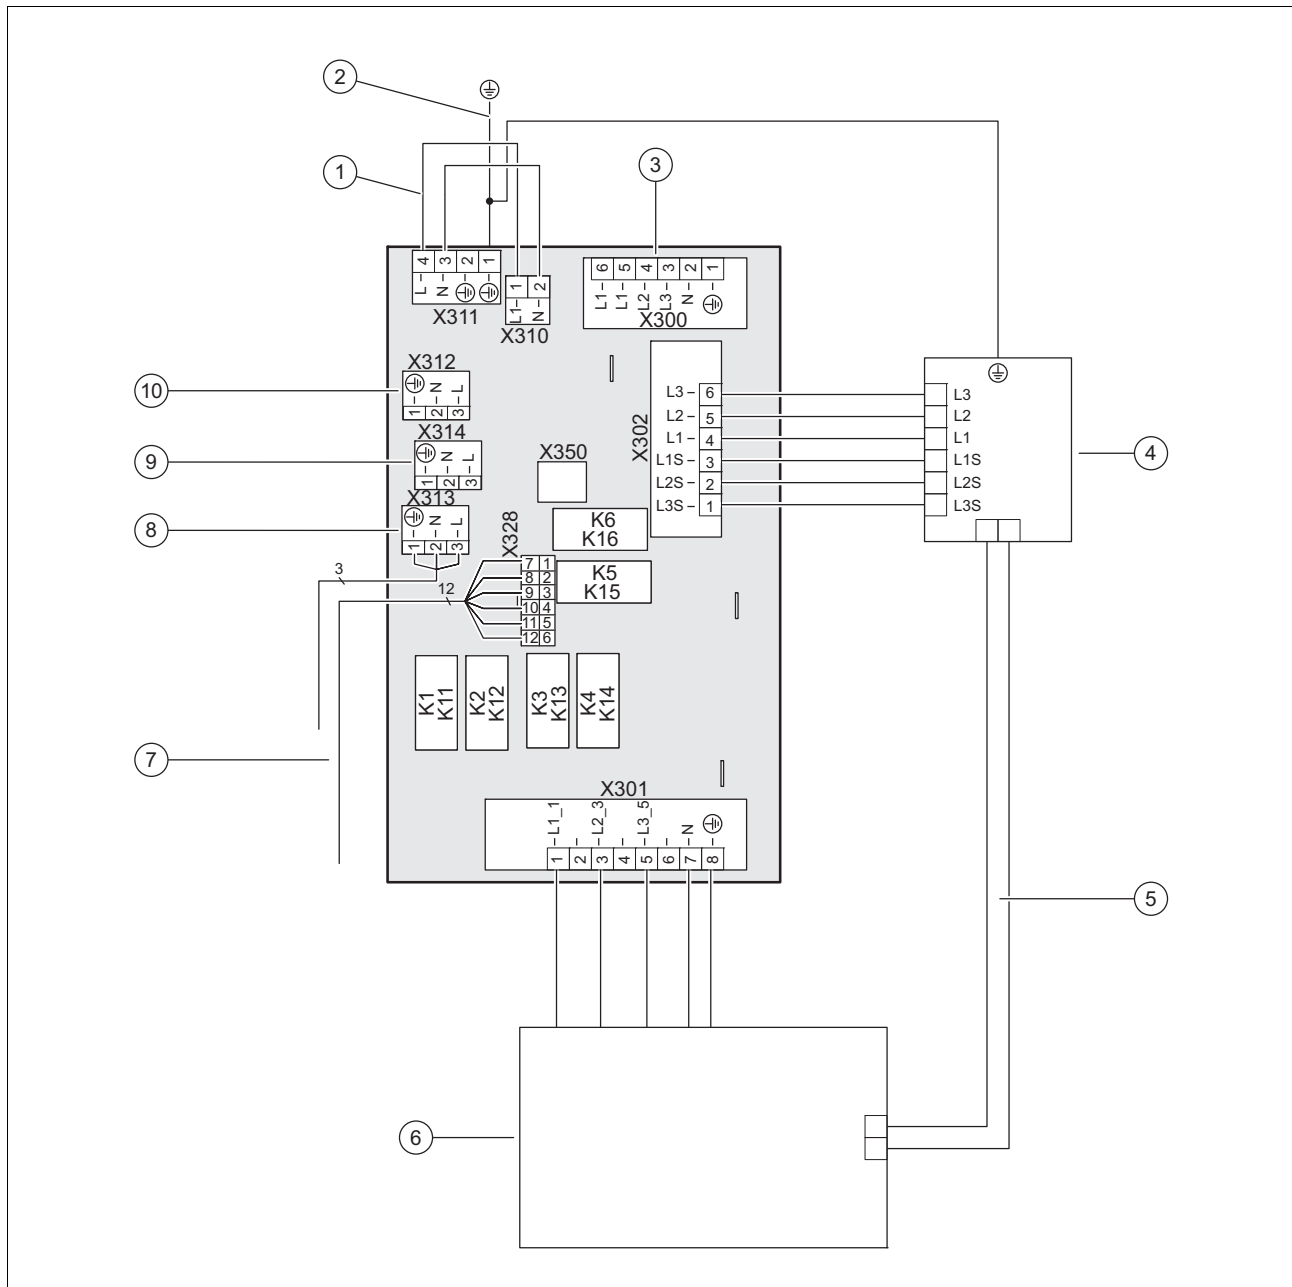 2
1
3
4 3 2 1
L – N –
X311
1 2
L1 – N –
X310
6 5 4 3 2 1
L1 – L1 – L2 – L3 – N –
X300
10
X312
– – N – L
1 2 3
9
X314
– – N – L
1 2 3
8
X313
– – N – L
1 2 3
X350
X302
L3 – 6
L2 – 5
L1 – 4
L1S – 3
L2S – 2
L3S – 1
L3
L2
L1
L1S
L2S
L3S
4
X328
7 1
8 2
9 3
10 4
11 5
12 6
K6
K16
K5
K15
3
12
K1
K11
K2
K12
K3
K13
K4
K14
7
X301
– L1_1 – – L2_3 – – L3_5 – – N –
1 2 3 4 5 6 7 8
5
6